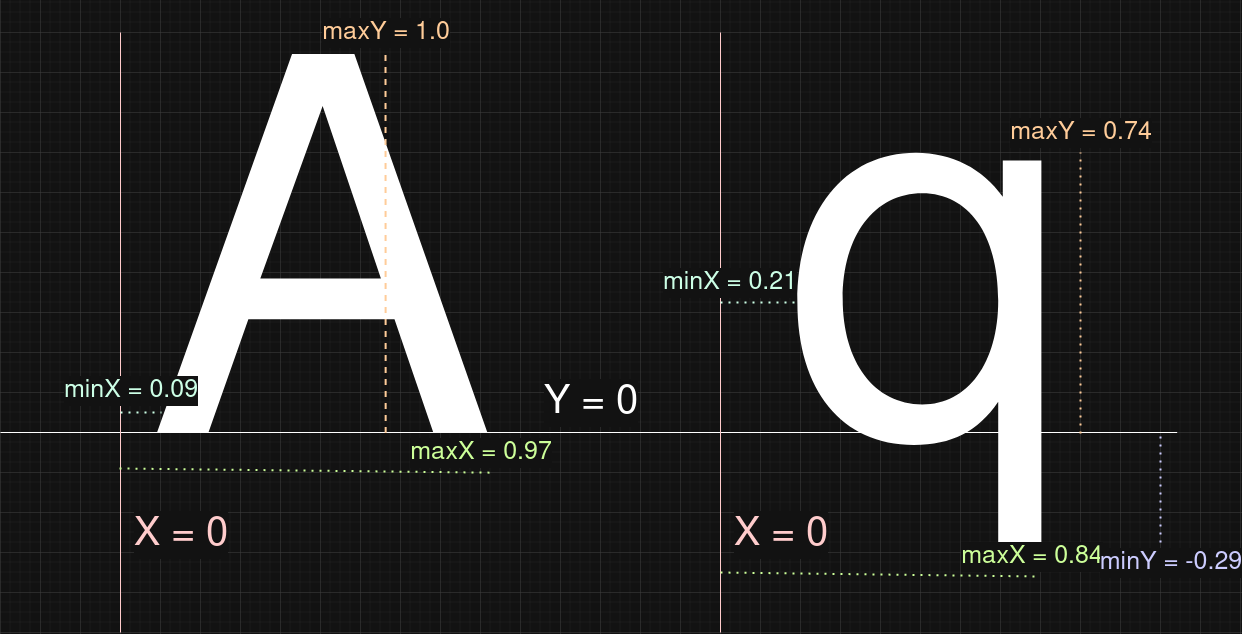 maxY = 1.0
A
minX = 0.09
Y = 0
maxX = 0.97
X = 0
maxY = 0.74
q
minX = 0.21
X = 0
maxX = 0.84
minY = -0.29